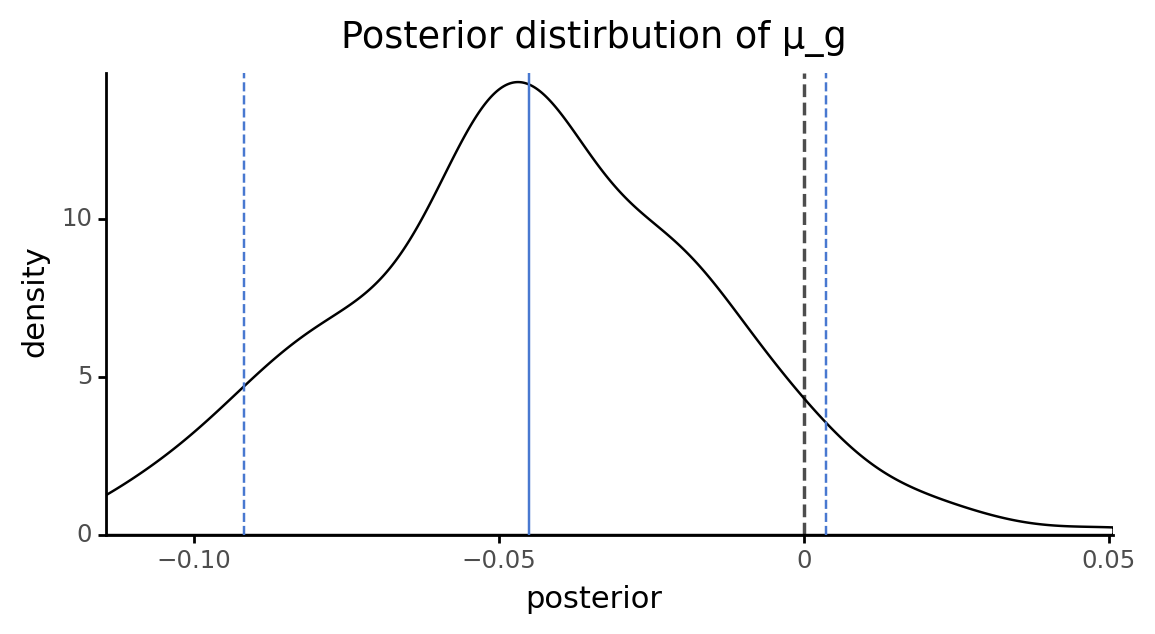 Posterior distirbution of μ_g
density
10
5
0
−0.10
−0.05
0
0.05
posterior